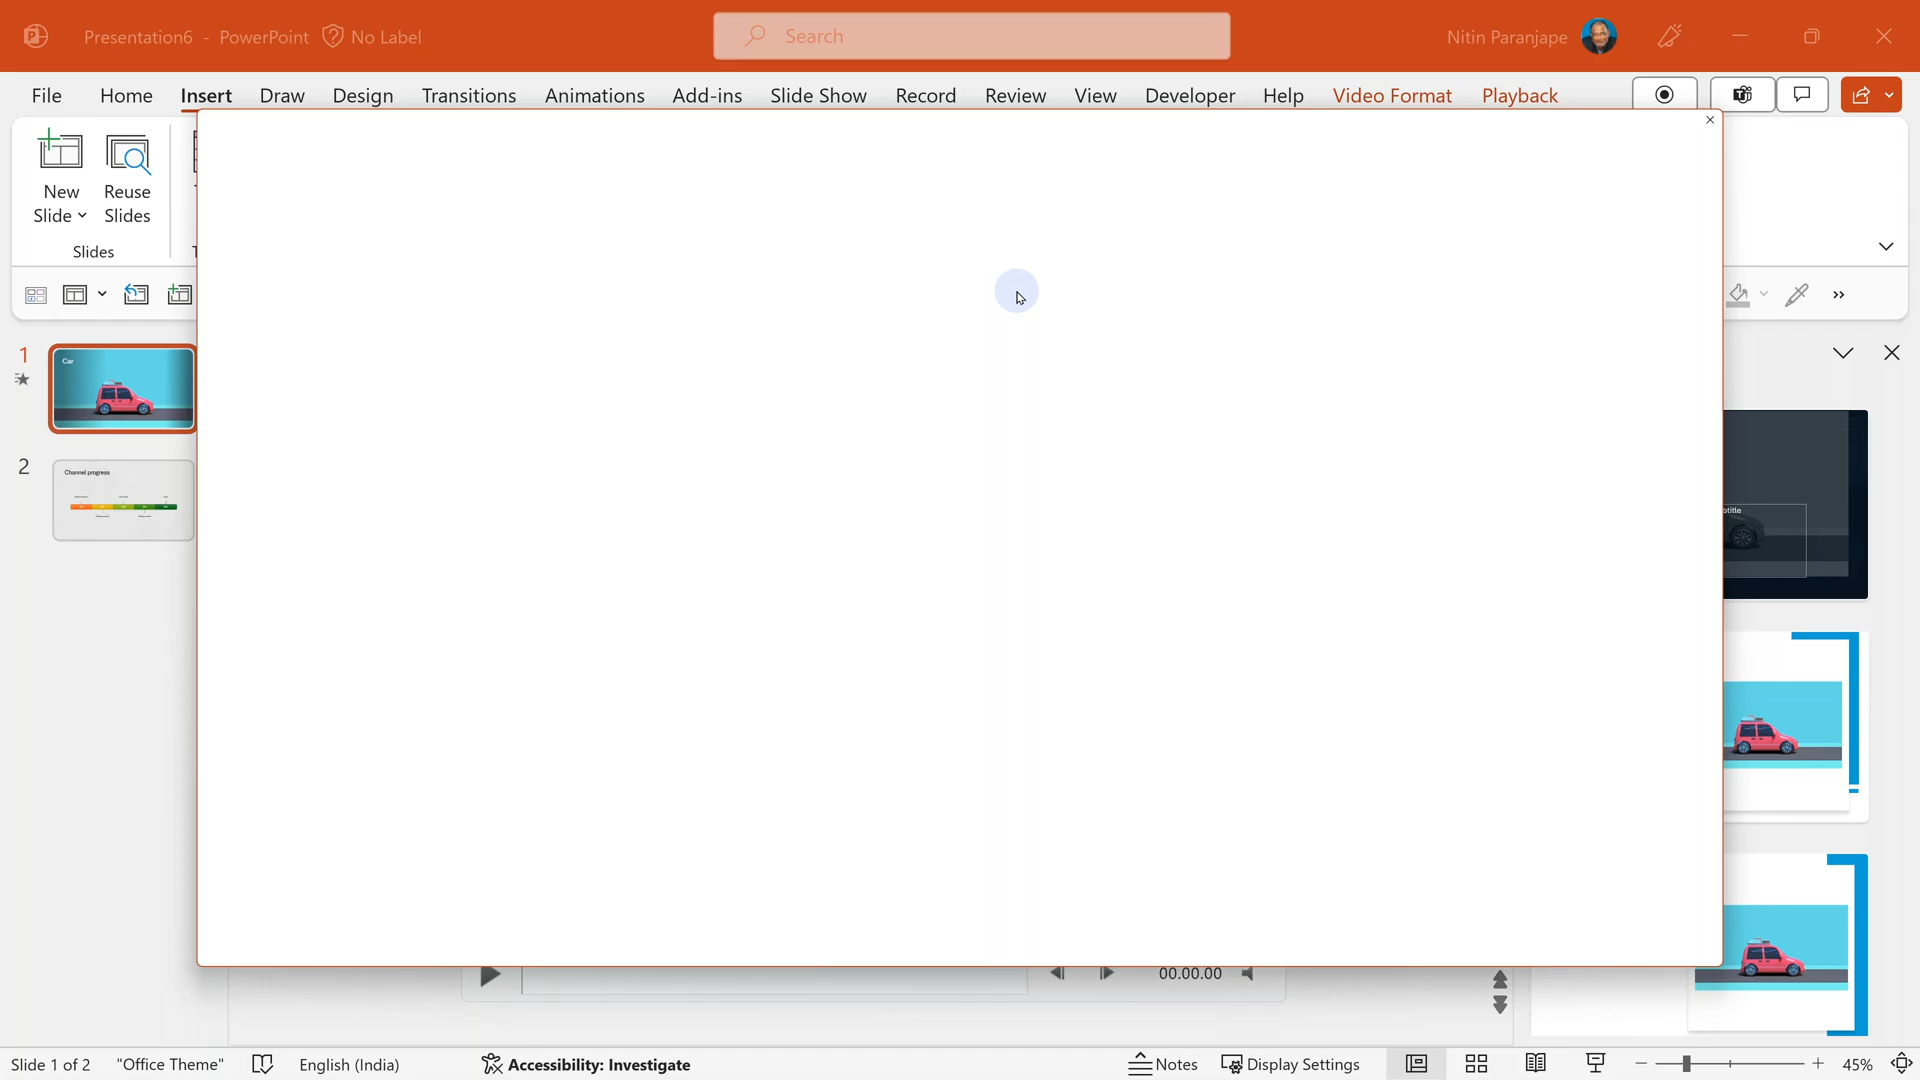 Presentation6 - PowerPoint No Label
Search
Nitin Paranjape
File Home Insert Draw Design Transitions Animations Add-ins Slide Show Record Review View Developer Help Video Format Playback
New
Slide
Reuse
Slides
Slides
1
Car
2
Channel progress
00.00.00
Slide 1 of 2
"Office Theme"
English (India)
Accessibility: Investigate
Notes
Display Settings
45%